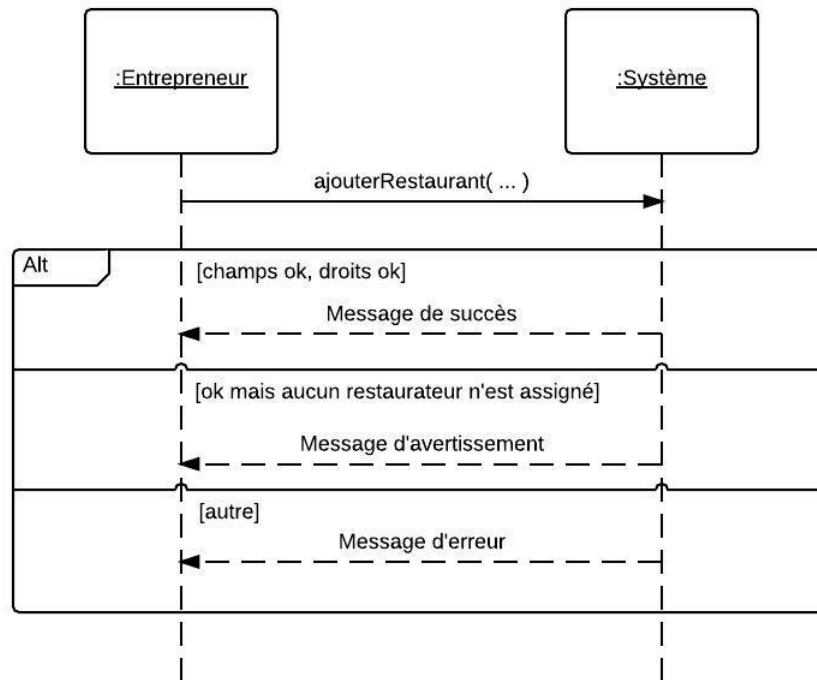 :Entrepreneur
:Système
ajouterRestaurant( ... )
Alt
[champs ok, droits ok]
Message de succès
[ok mais aucun restaurateur n'est assigné]
Message d'avertissement
[autre]
Message d'erreur